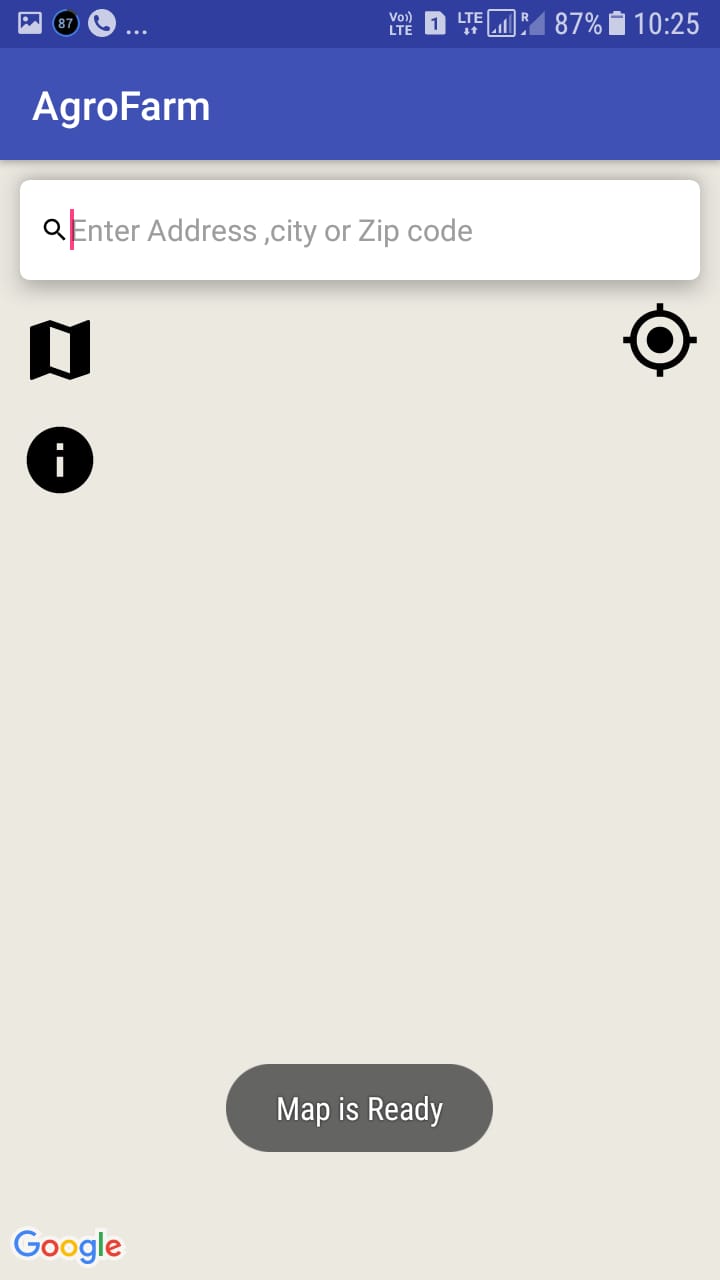 87 ... Vo)) LTE 1 LTE R 87% 10:25
AgroFarm
Enter Address ,city or Zip code
i
Map is Ready
Google